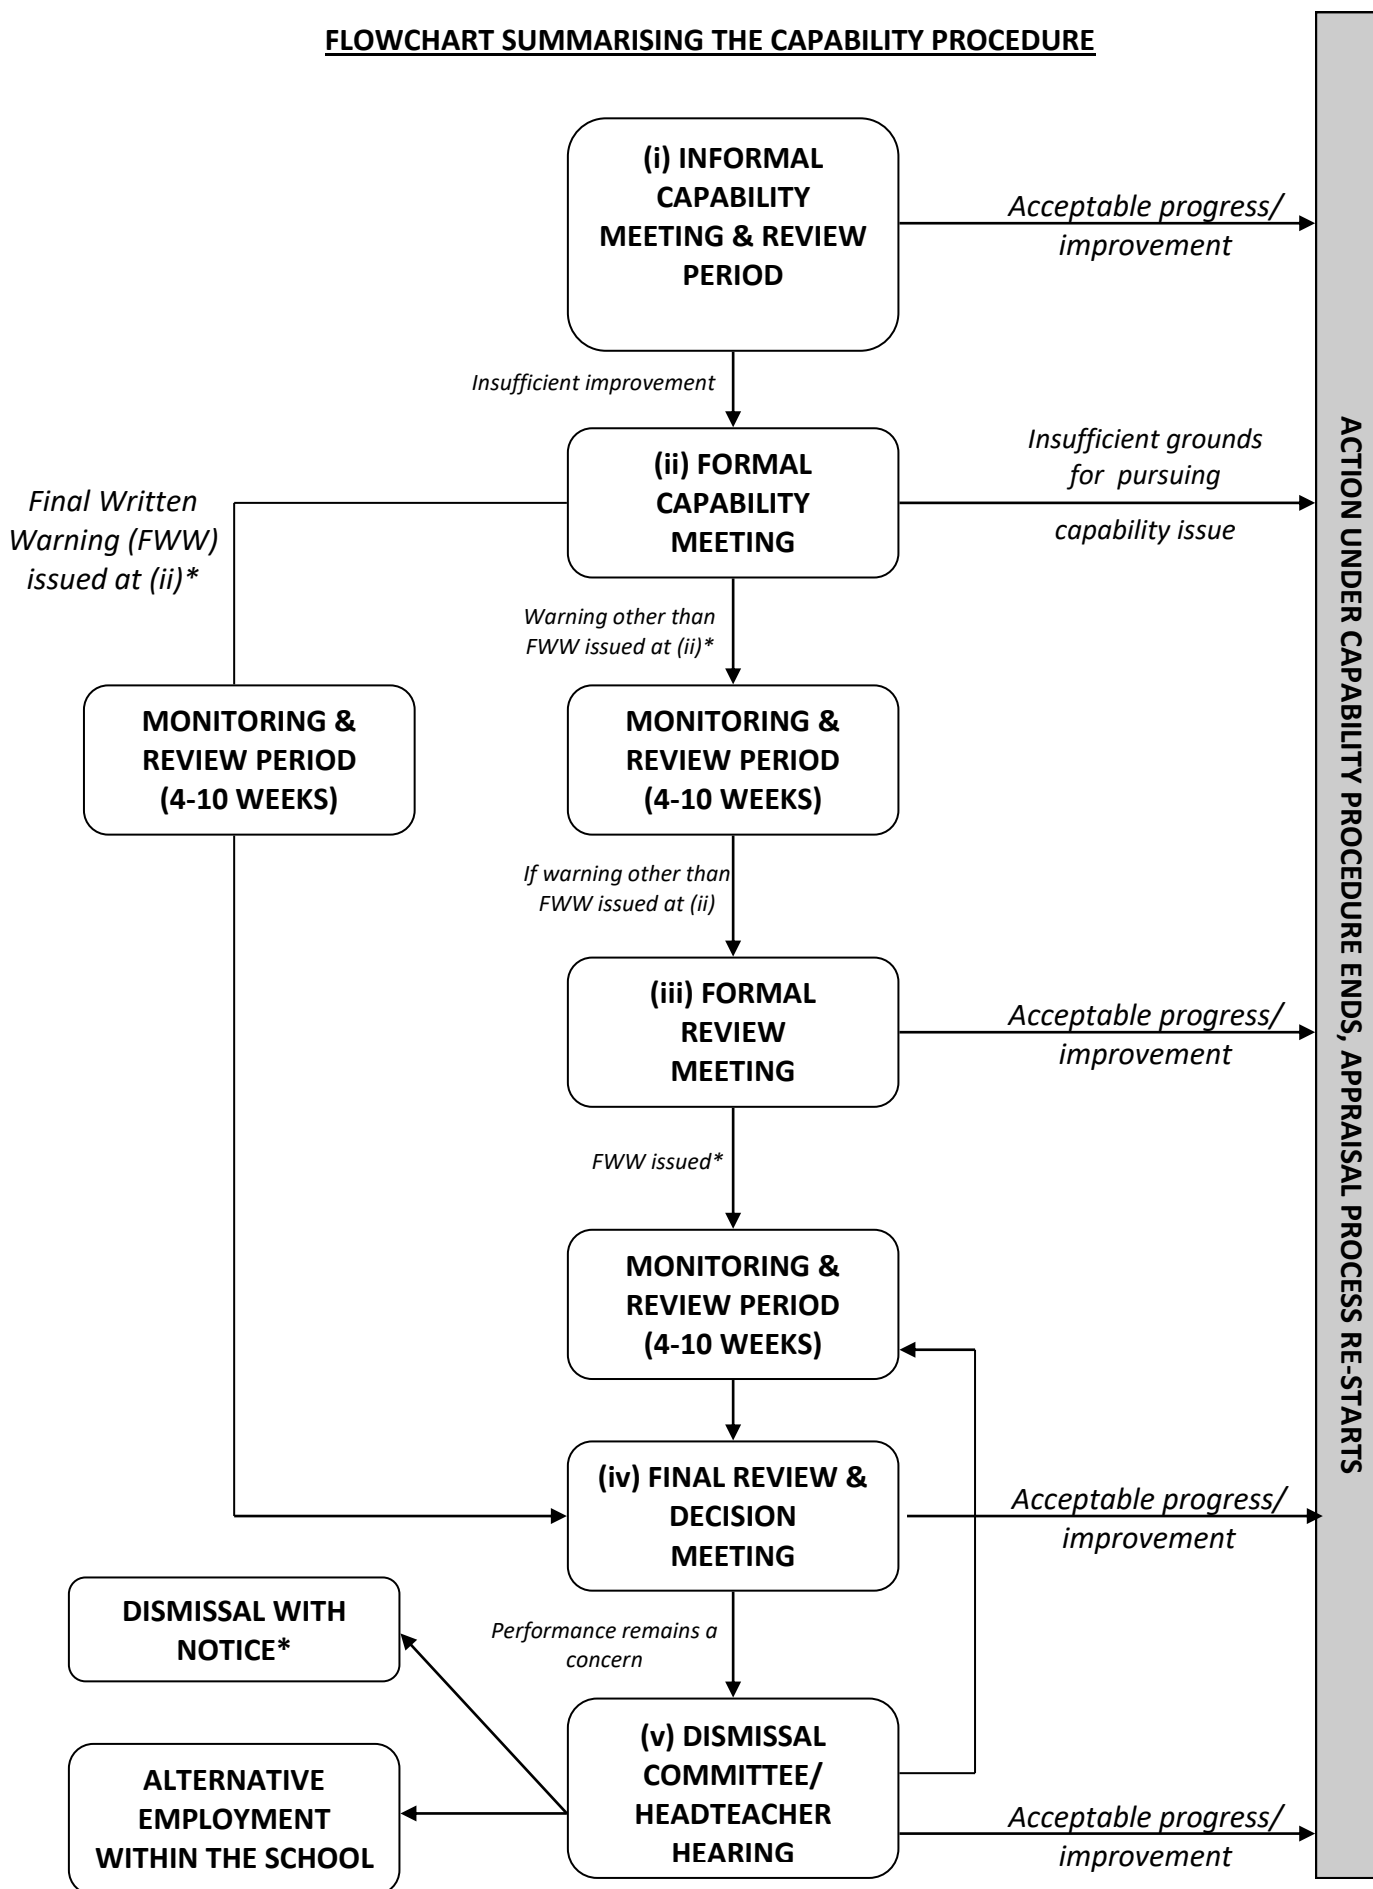 FLOWCHART SUMMARISING THE CAPABILITY PROCEDURE
(i) INFORMAL
CAPABILITY
MEETING & REVIEW
PERIOD
Acceptable progress/
improvement
Insufficient improvement
(ii) FORMAL
CAPABILITY
MEETING
Insufficient grounds
for pursuing
capability issue
Final Written
Warning (FWW)
issued at (ii)*
Warning other than
FWW issued at (ii)*
MONITORING &
REVIEW PERIOD
(4-10 WEEKS)
MONITORING &
REVIEW PERIOD
(4-10 WEEKS)
If warning other than
FWW issued at (ii)
(iii) FORMAL
REVIEW
MEETING
Acceptable progress/
improvement
FWW issued*
MONITORING &
REVIEW PERIOD
(4-10 WEEKS)
(iv) FINAL REVIEW &
DECISION
MEETING
Acceptable progress/
improvement
Performance remains a
concern
DISMISSAL WITH
NOTICE*
(v) DISMISSAL
COMMITTEE/
HEADTEACHER
HEARING
ALTERNATIVE
EMPLOYMENT
WITHIN THE SCHOOL
Acceptable progress/
improvement
ACTION UNDER CAPABILITY PROCEDURE ENDS, APPRAISAL PROCESS RE-STARTS